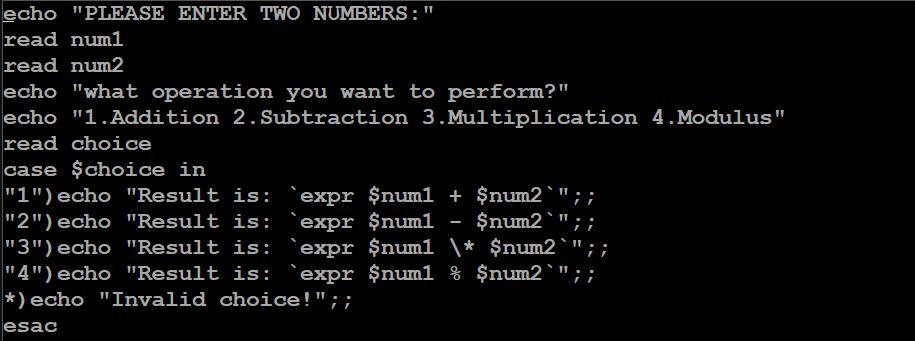 echo "PLEASE ENTER TWO NUMBERS:"
read num1
read num2
echo "what operation you want to perform?"
echo "1.Addition 2.Subtraction 3.Multiplication 4.Modulus"
read choice
case $choice in
"1")echo "Result is: `expr $num1 + $num2`";;
"2")echo "Result is: `expr $num1 - $num2`";;
"3")echo "Result is: `expr $num1 \* $num2`";;
"4")echo "Result is: `expr $num1 % $num2`";;
*)echo "Invalid choice!";;
esac